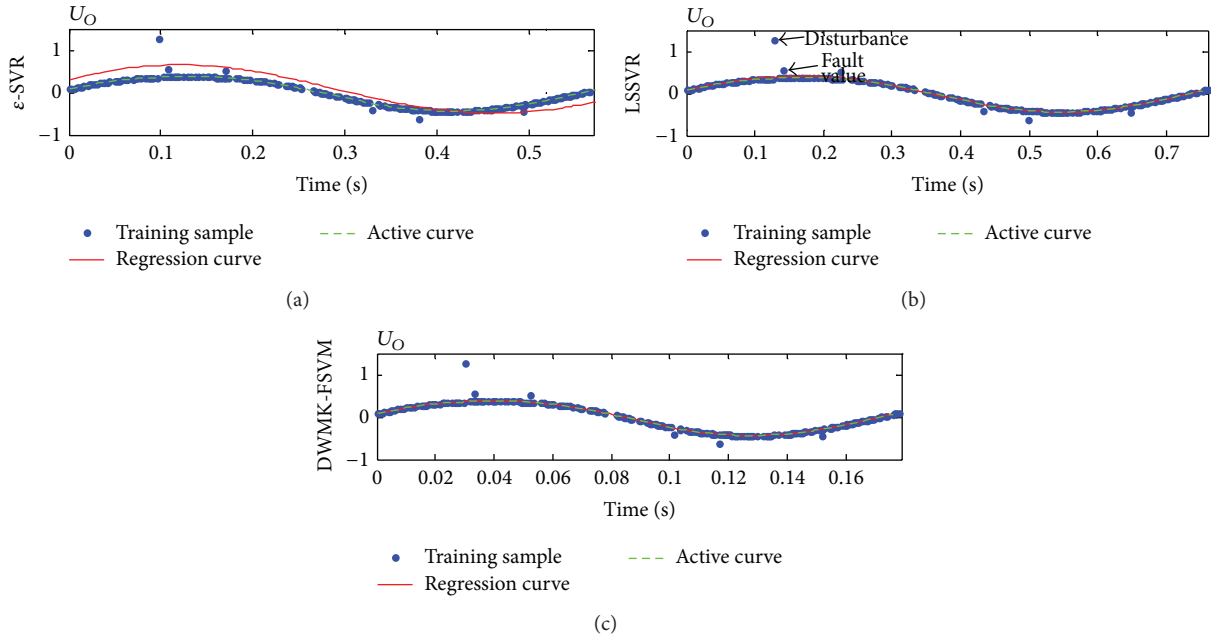 U_O
ε-SVR
1
0
−1
0 0.1 0.2 0.3 0.4 0.5
Time (s)
Training sample Active curve
Regression curve
(a)
U_O
LSSVR
1
0
−1
Disturbance
Fault
value
0 0.1 0.2 0.3 0.4 0.5 0.6 0.7
Time (s)
Training sample Active curve
Regression curve
(b)
U_O
DWMK-FSVM
1
0
−1
0 0.02 0.04 0.06 0.08 0.1 0.12 0.14 0.16
Time (s)
Training sample Active curve
Regression curve
(c)